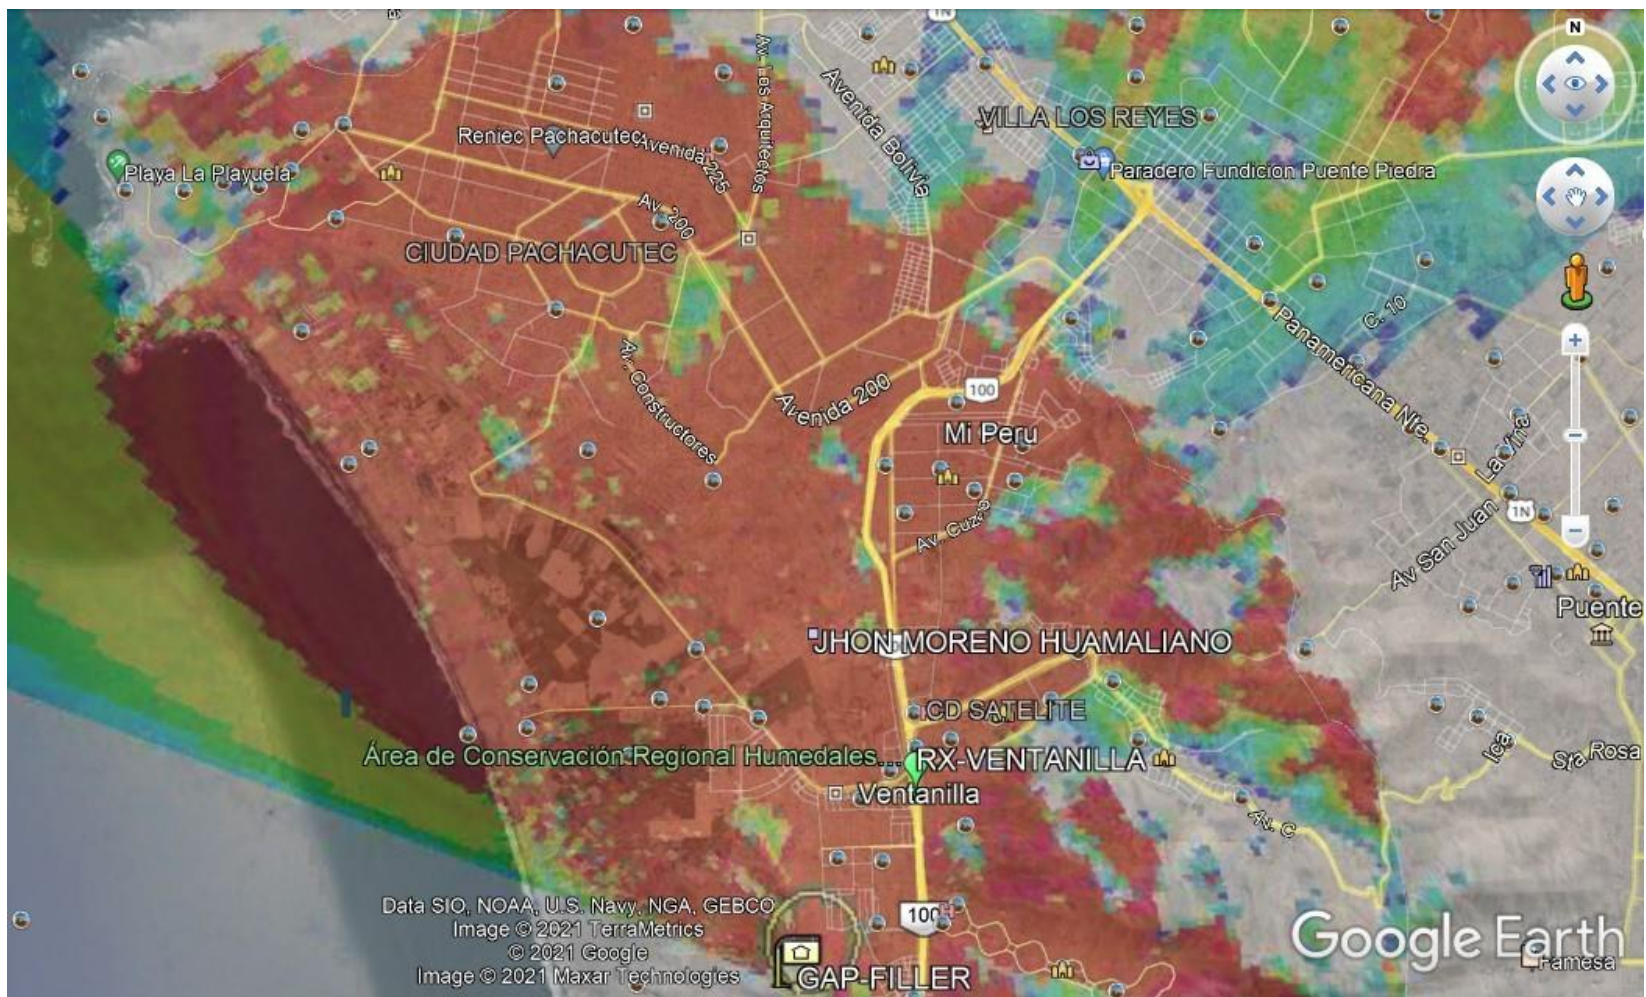 1N
N
Av. Los Arquitectos
Avenida Bolivia
VILLA LOS REYES
Reniec Pachacutec
Avenida 225
Playa La Playuela
Paradero Fundicion Puente Piedra
Av. 200
CIUDAD PACHACUTEC
C. 10
Panamericana Nte.
Av. Constructores
Avenida 200
100
Mi Peru
La Viña
Av. Cuzco
1N
Av San Juan
Puente
JHON MORENO HUAMALIANO
CD SATELITE
Ica
Sta Rosa
Área de Conservación Regional Humedales...
RX-VENTANILLA
Ventanilla
Av. C
Data SIO, NOAA, U.S. Navy, NGA, GEBCO
Image © 2021 TerraMetrics
© 2021 Google
Image © 2021 Maxar Technologies
100
Google Earth
GAP-FILLER
Famesa